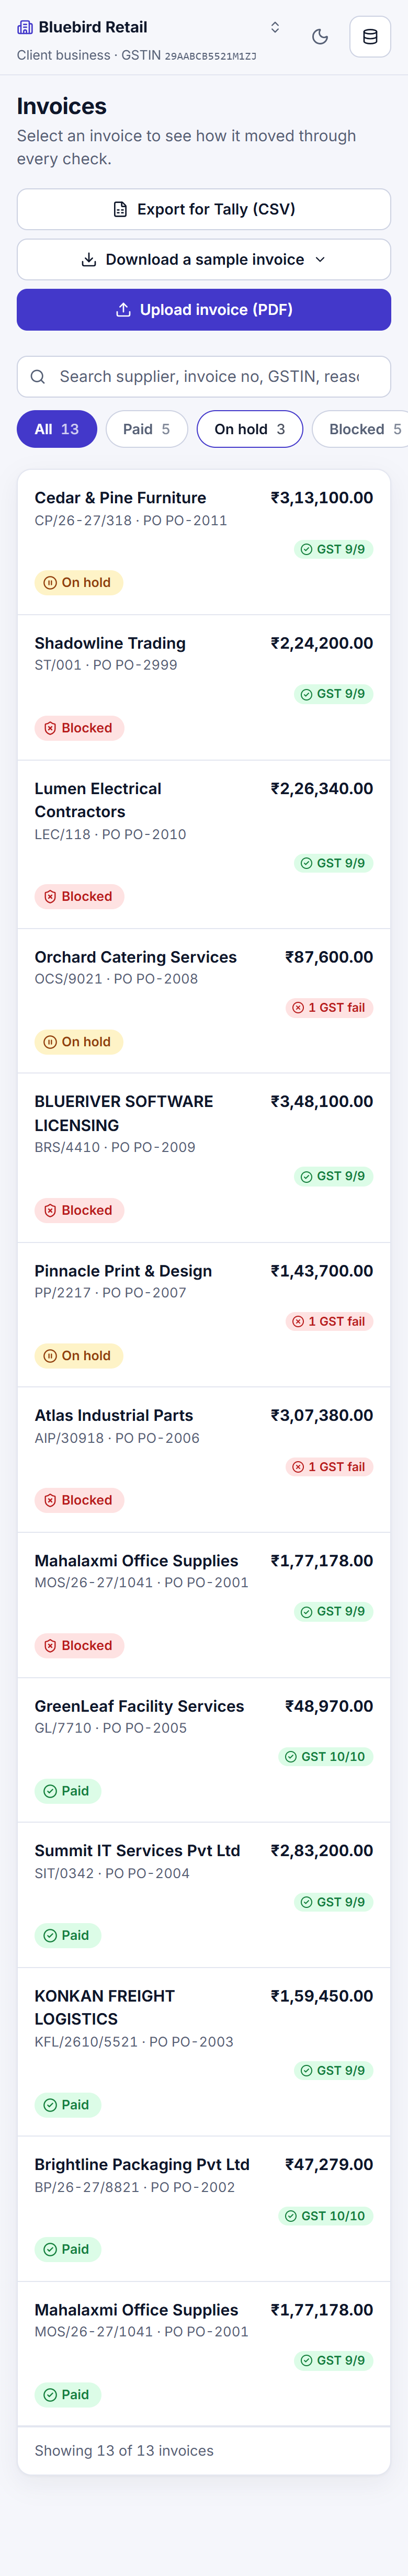 Bluebird Retail
Client business · GSTIN 29AABCB5521M1ZJ
Invoices
Select an invoice to see how it moved through
every check.
Export for Tally (CSV)
Download a sample invoice
Upload invoice (PDF)
Search supplier, invoice no, GSTIN,
All 13
Paid 5
On hold 3
Blocked 5
Cedar & Pine Furniture ₹3,13,100.00
CP/26-27/318 · PO PO-2011
GST 9/9
On hold
Shadowline Trading ₹2,24,200.00
ST/001 · PO PO-2999
GST 9/9
Blocked
Lumen Electrical ₹2,26,340.00
Contractors
LEC/118 · PO PO-2010
GST 9/9
Blocked
Orchard Catering Services ₹87,600.00
OCS/9021 · PO PO-2008
1 GST fail
On hold
BLUERIVER SOFTWARE ₹3,48,100.00
LICENSING
BRS/4410 · PO PO-2009
GST 9/9
Blocked
Pinnacle Print & Design ₹1,43,700.00
PP/2217 · PO PO-2007
1 GST fail
On hold
Atlas Industrial Parts ₹3,07,380.00
AIP/30918 · PO PO-2006
1 GST fail
Blocked
Mahalaxmi Office Supplies ₹1,77,178.00
MOS/26-27/1041 · PO PO-2001
GST 9/9
Blocked
GreenLeaf Facility Services ₹48,970.00
GL/7710 · PO PO-2005
GST 10/10
Paid
Summit IT Services Pvt Ltd ₹2,83,200.00
SIT/0342 · PO PO-2004
GST 9/9
Paid
KONKAN FREIGHT ₹1,59,450.00
LOGISTICS
KFL/2610/5521 · PO PO-2003
GST 9/9
Paid
Brightline Packaging Pvt Ltd ₹47,279.00
BP/26-27/8821 · PO PO-2002
GST 10/10
Paid
Mahalaxmi Office Supplies ₹1,77,178.00
MOS/26-27/1041 · PO PO-2001
GST 9/9
Paid
Showing 13 of 13 invoices